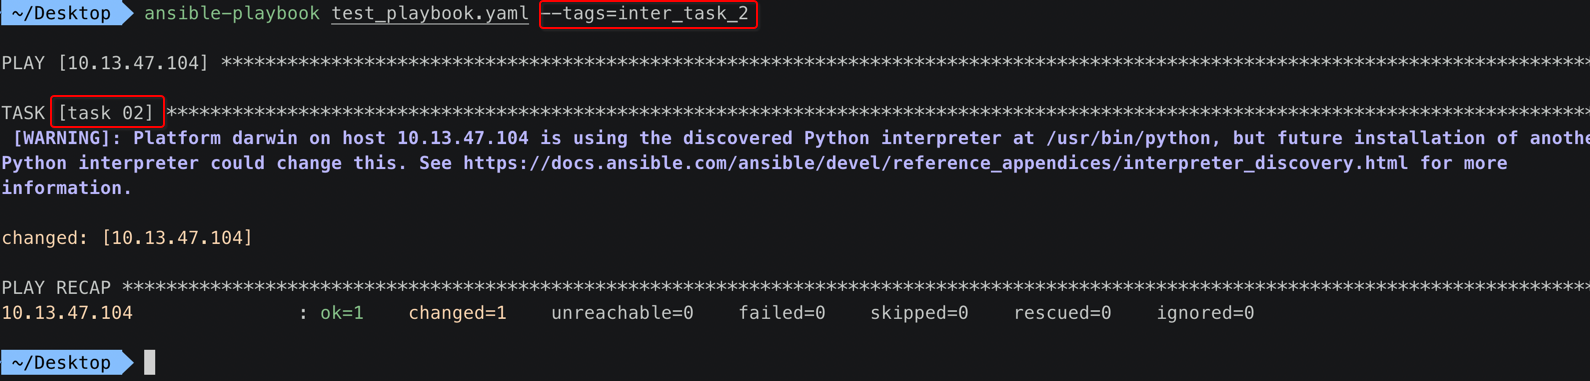 ~/Desktop ansible-playbook test_playbook.yaml --tags=inter_task_2
PLAY [10.13.47.104] ****************************************************************************************************************************
TASK [task 02] *********************************************************************************************************************************
[WARNING]: Platform darwin on host 10.13.47.104 is using the discovered Python interpreter at /usr/bin/python, but future installation of anothe
Python interpreter could change this. See https://docs.ansible.com/ansible/devel/reference_appendices/interpreter_discovery.html for more
information.
changed: [10.13.47.104]
PLAY RECAP *************************************************************************************************************************************
10.13.47.104 : ok=1 changed=1 unreachable=0 failed=0 skipped=0 rescued=0 ignored=0
~/Desktop